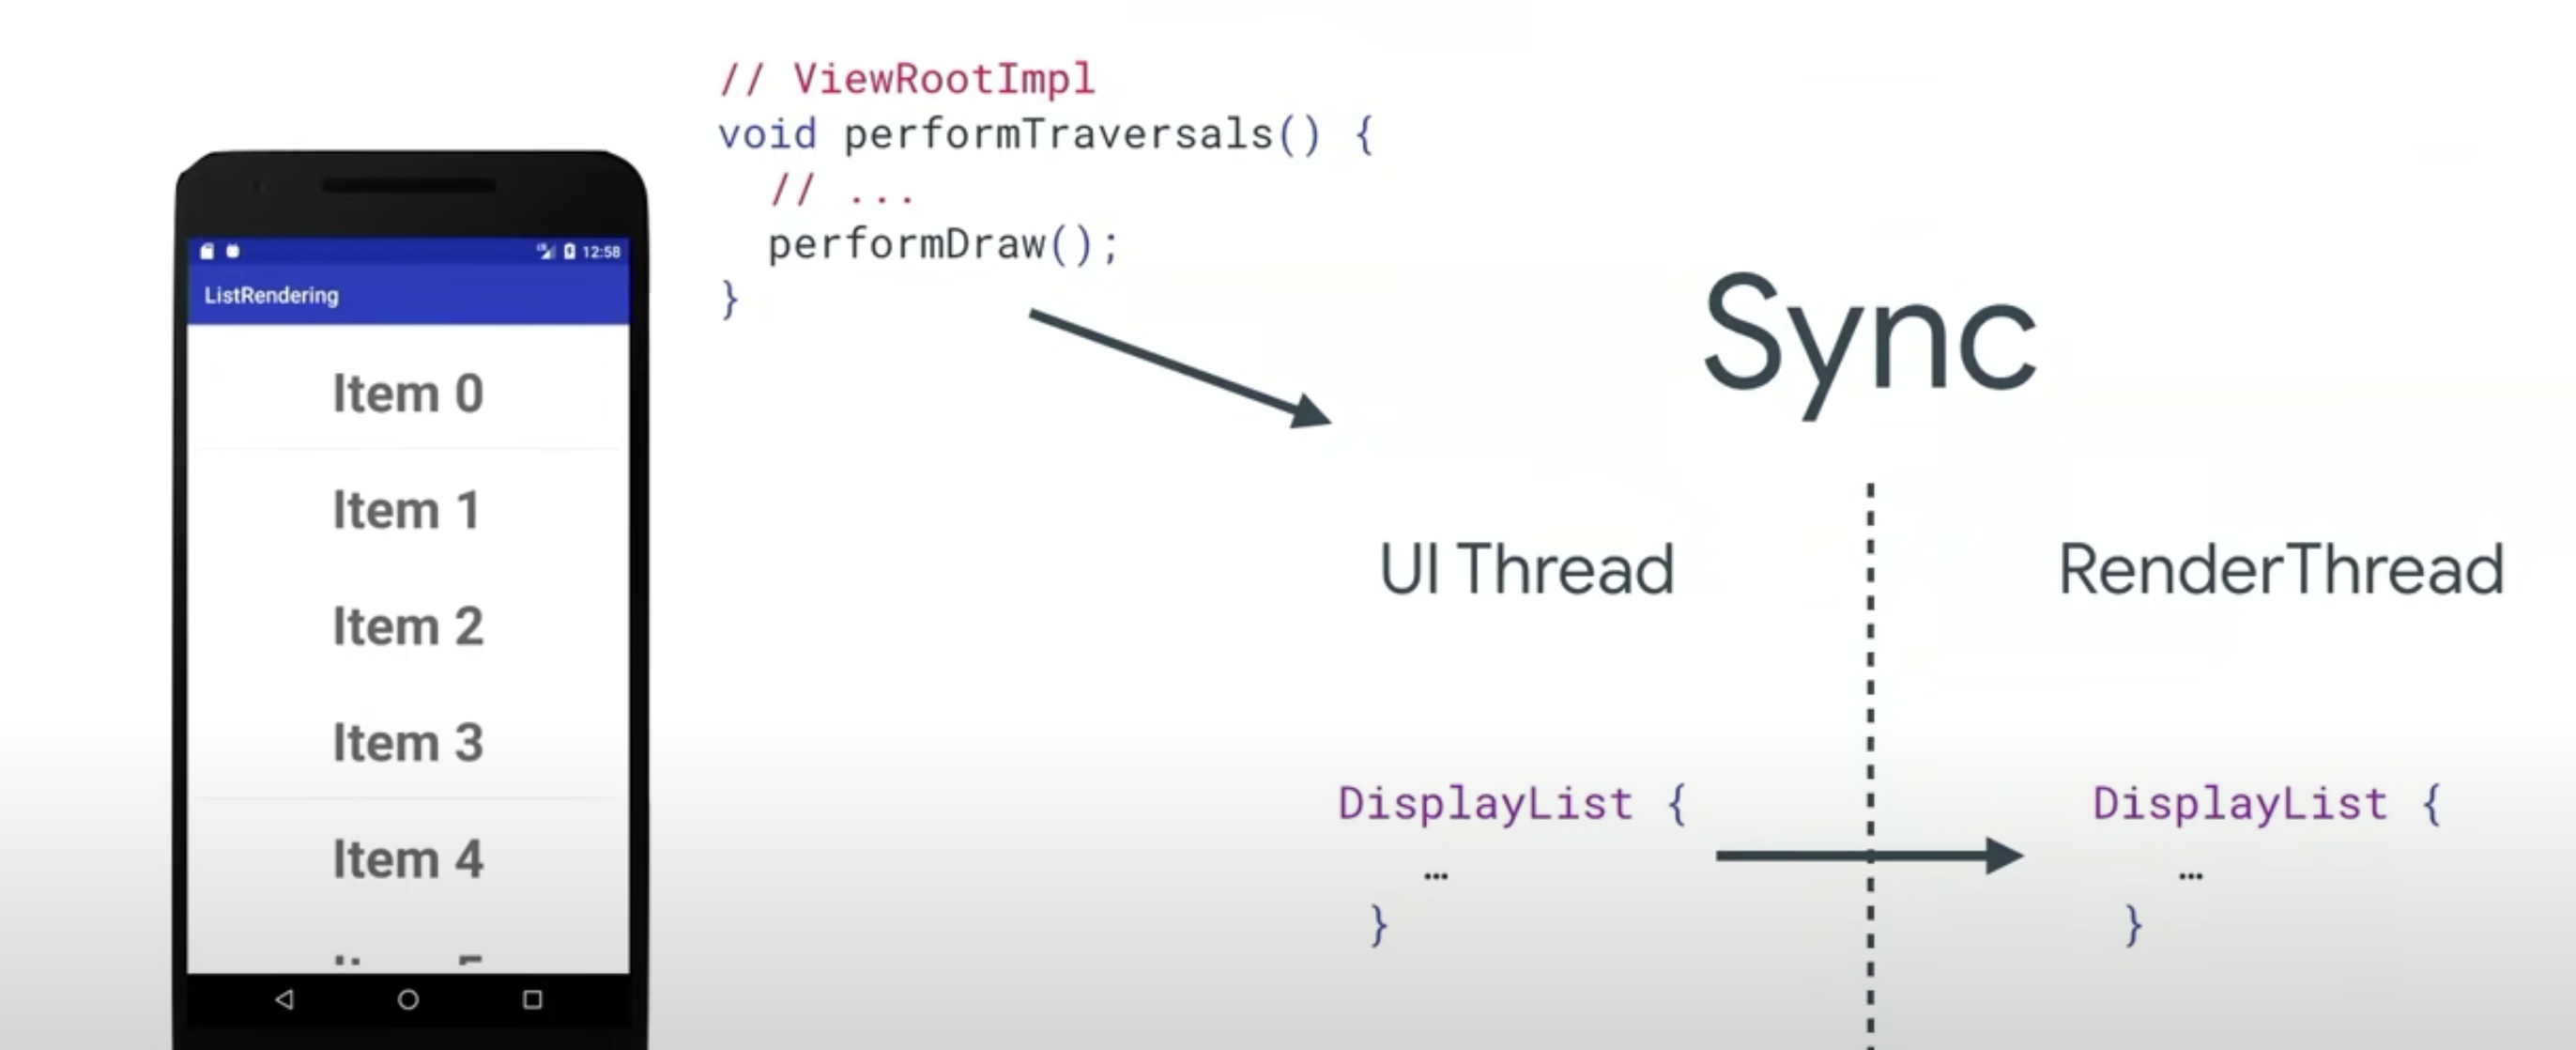 // ViewRootImpl
void performTraversals() {
// ...
performDraw();
}
12:58
ListRendering
Item 0
Item 1
Item 2
Item 3
Item 4
Sync
UI Thread
RenderThread
DisplayList {
…
}
DisplayList {
…
}